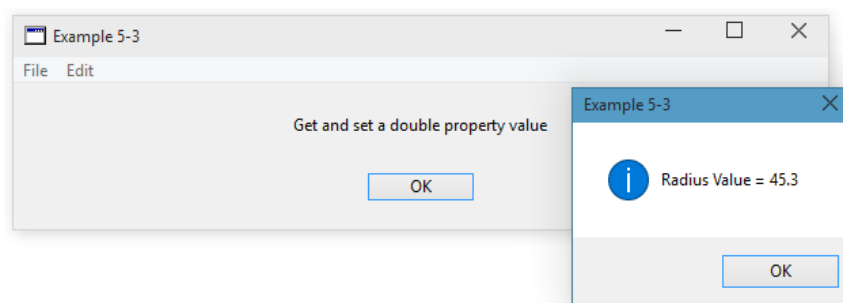 Example 5-3
File Edit
Get and set a double property value
OK
Example 5-3
Radius Value = 45.3
OK